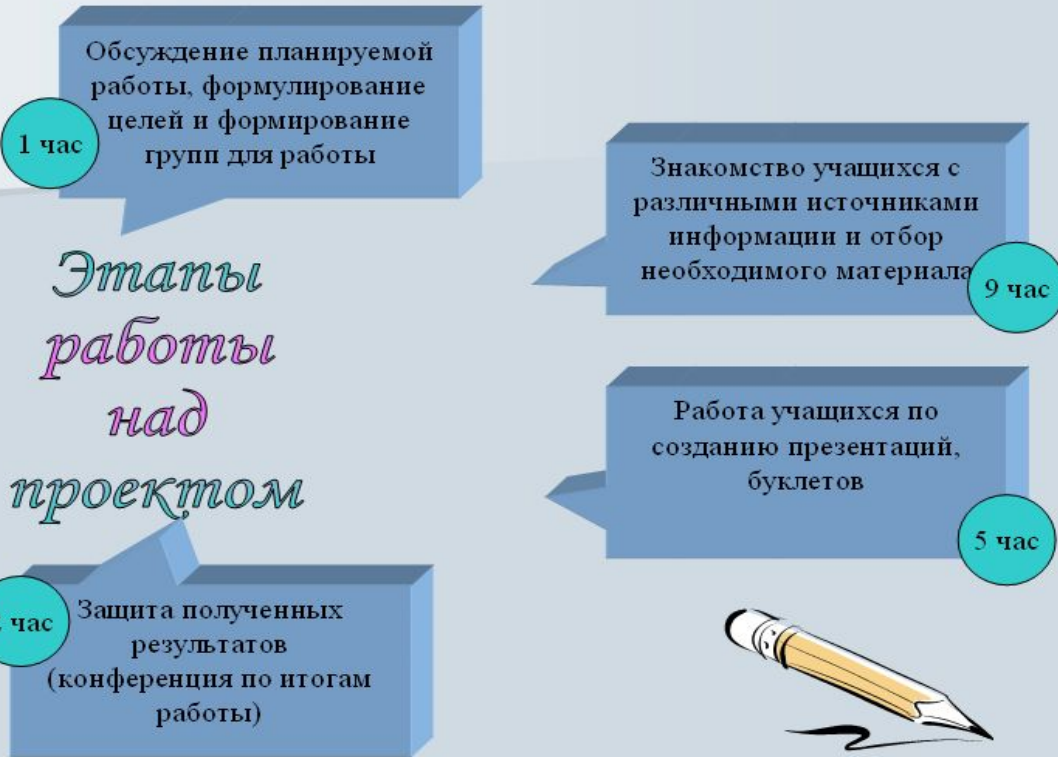 Обсуждение планируемой
работы, формулирование
целей и формирование
групп для работы
1 час
Знакомство учащихся с
различными источниками
информации и отбор
необходимого материала
9 час
Этапы
работы
над
проектом
Работа учащихся по
созданию презентаций,
буклетов
5 час
час
Защита полученных
результатов
(конференция по итогам
работы)